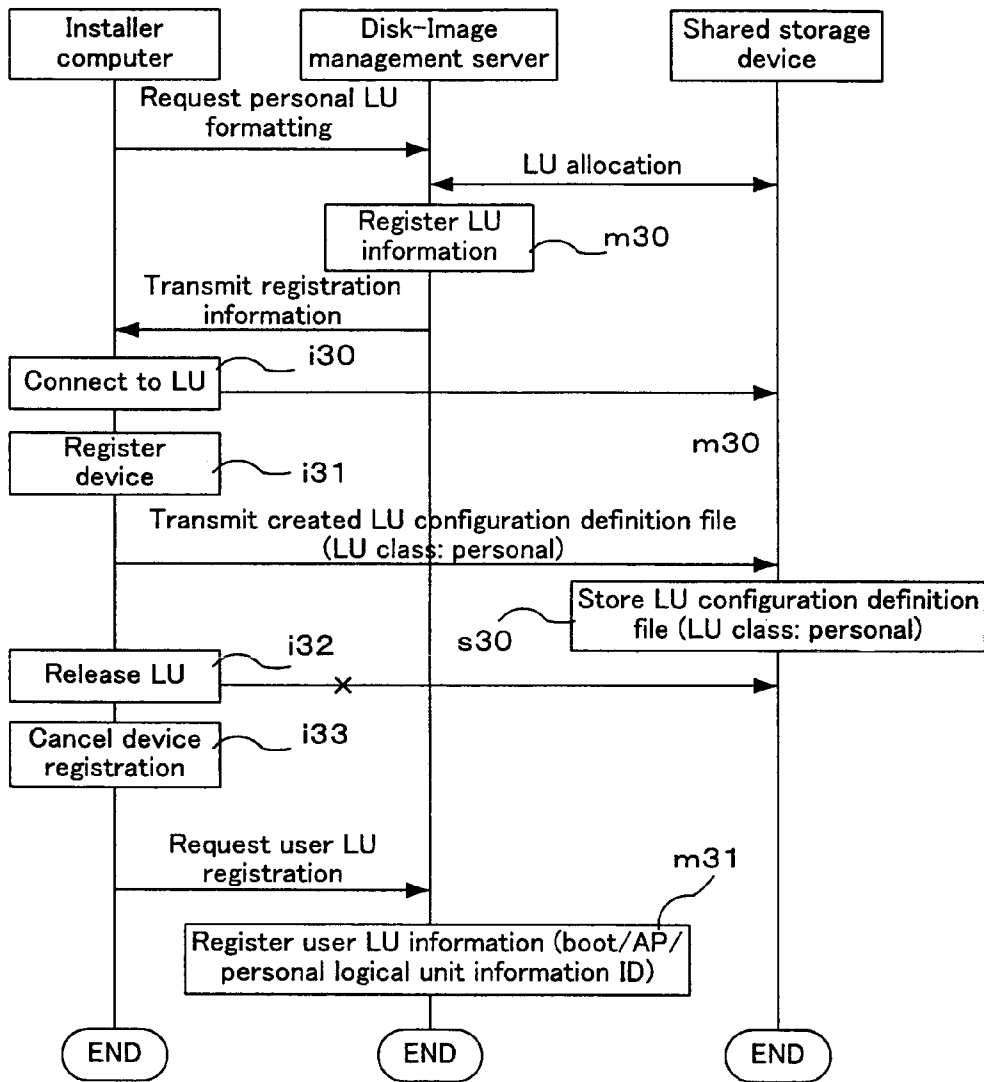 Installer
computer
Disk-Image
management server
Shared storage
device
Request personal LU
formatting
LU allocation
Register LU
information
m30
Transmit registration
information
i30
Connect to LU
m30
Register
device
i31
Transmit created LU configuration definition file
(LU class: personal)
Store LU configuration definition
file (LU class: personal)
s30
i32
Release LU
i33
Cancel device
registration
Request user LU
registration
m31
Register user LU information (boot/AP/
personal logical unit information ID)
END
END
END